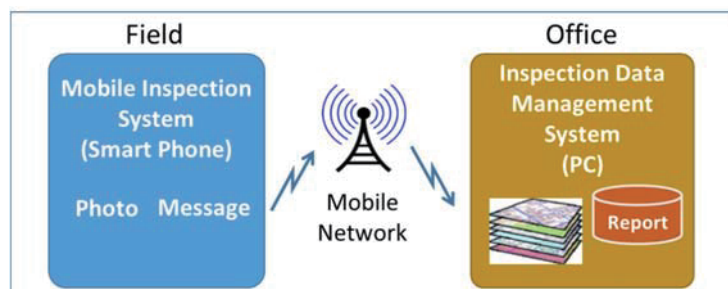 Field
Mobile Inspection
System
(Smart Phone)
Photo Message
Mobile
Network
Office
Inspection Data
Management
System
(PC)
Report